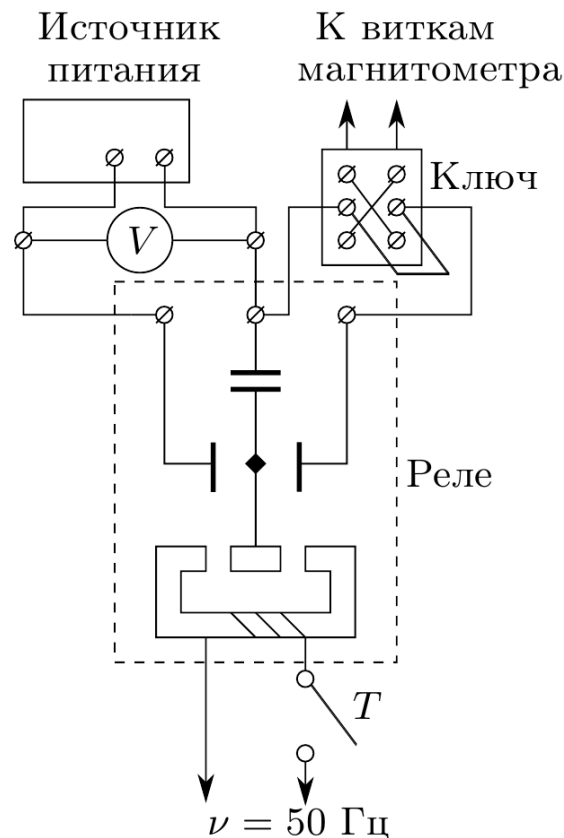 Источник
питания
К виткам
магнитометра
Ключ
V
Реле
T
ν = 50 Гц